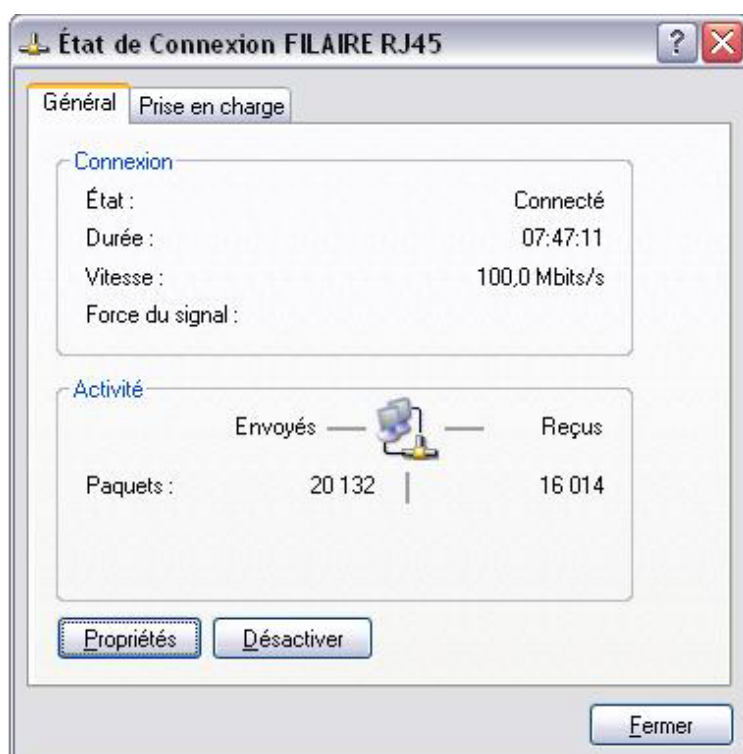 État de Connexion FILAIRE RJ45
Général Prise en charge
Connexion
État : Connecté
Durée : 07:47:11
Vitesse : 100,0 Mbits/s
Force du signal :
Activité
Envoyés Reçus
Paquets : 20 132 16 014
Propriétés Désactiver
Fermer